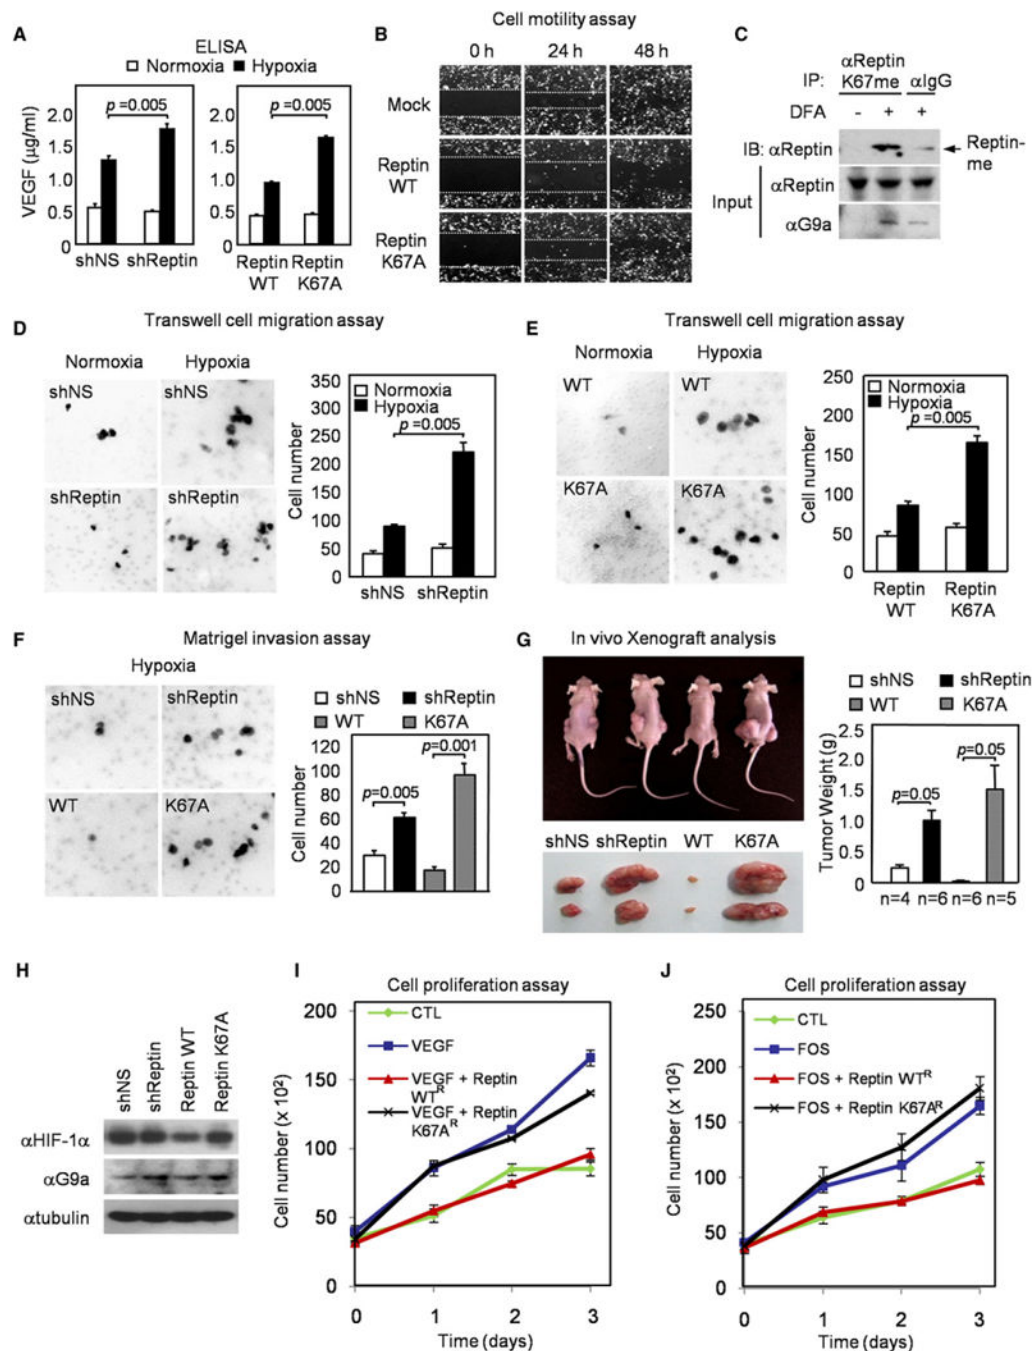 A
ELISA
Normoxia Hypoxia
p =0.005
p =0.005
VEGF (μg/ml)
2.0
1.5
1.0
0.5
0
2.0
1.5
1.0
0.5
0
shNS shReptin
Reptin WT
Reptin K67A
B
Cell motility assay
0 h 24 h 48 h
Mock
Reptin WT
Reptin K67A
C
IP:
αReptin K67me
αIgG
DFA - + +
IB: αReptin
Reptin-me
Input
αReptin
αG9a
D
Transwell cell migration assay
Normoxia Hypoxia
shNS
shNS
shReptin
shReptin
Normoxia
Hypoxia
p =0.005
Cell number
350
300
250
200
150
100
50
0
shNS shReptin
E
Transwell cell migration assay
Normoxia Hypoxia
WT
WT
K67A
K67A
Normoxia
Hypoxia
p =0.005
Cell number
250
200
150
100
50
0
Reptin WT
Reptin K67A
F
Matrigel invasion assay
Hypoxia
shNS
shReptin
WT
K67A
shNS shReptin
WT K67A
p=0.005
p=0.001
Cell number
120
100
80
60
40
20
0
G
In vivo Xenograft analysis
shNS shReptin WT K67A
shNS shReptin
WT K67A
p=0.05
p=0.05
Tumor Weight (g)
2.5
2.0
1.5
1.0
0.5
0
n=4 n=6 n=6 n=5
H
shNS
shReptin
Reptin WT
Reptin K67A
αHIF-1α
αG9a
αtubulin
I
Cell proliferation assay
CTL
VEGF
VEGF + Reptin WTᴿ
VEGF + Reptin K67Aᴿ
Cell number (x 10²)
200
150
100
50
0
0 1 2 3
Time (days)
J
Cell proliferation assay
CTL
FOS
FOS + Reptin WTᴿ
FOS + Reptin K67Aᴿ
Cell number (x 10²)
250
200
150
100
50
0
0 1 2 3
Time (days)